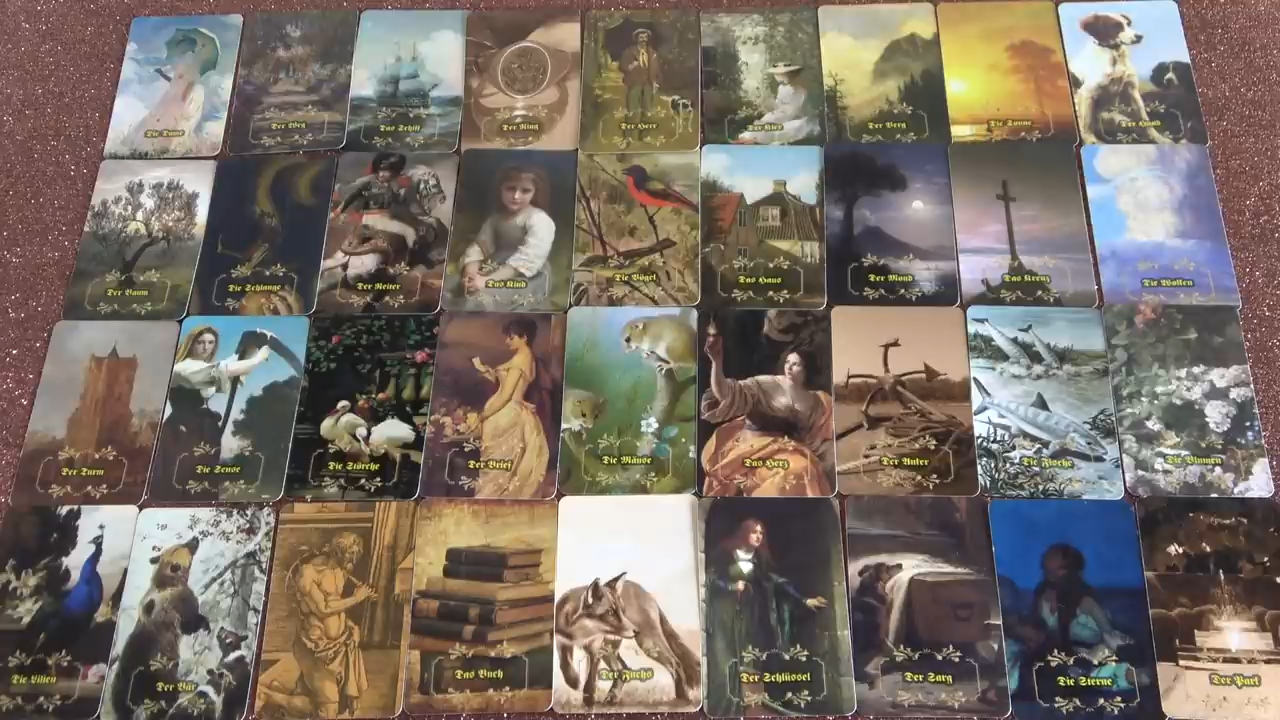 Die Dame
Der Weg
Das Schiff
Der Ring
Der Herr
Der Klee
Der Berg
Die Sonne
Der Hund
Der Baum
Die Schlange
Der Reiter
Das Kind
Die Vögel
Das Haus
Der Mond
Das Kreuz
Die Wolken
Der Turm
Die Sense
Die Störche
Der Brief
Die Mäuse
Das Herz
Der Anker
Die Fische
Die Blumen
Die Lilien
Der Bär
Das Buch
Der Fuchs
Der Schlüssel
Der Sarg
Die Sterne
Der Park